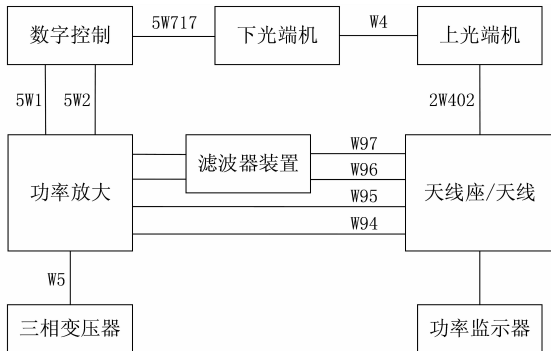 数字控制
5W717
下光端机
W4
上光端机
5W1
5W2
2W402
功率放大
滤波器装置
W97
W96
W95
W94
天线座/天线
W5
三相变压器
功率监示器